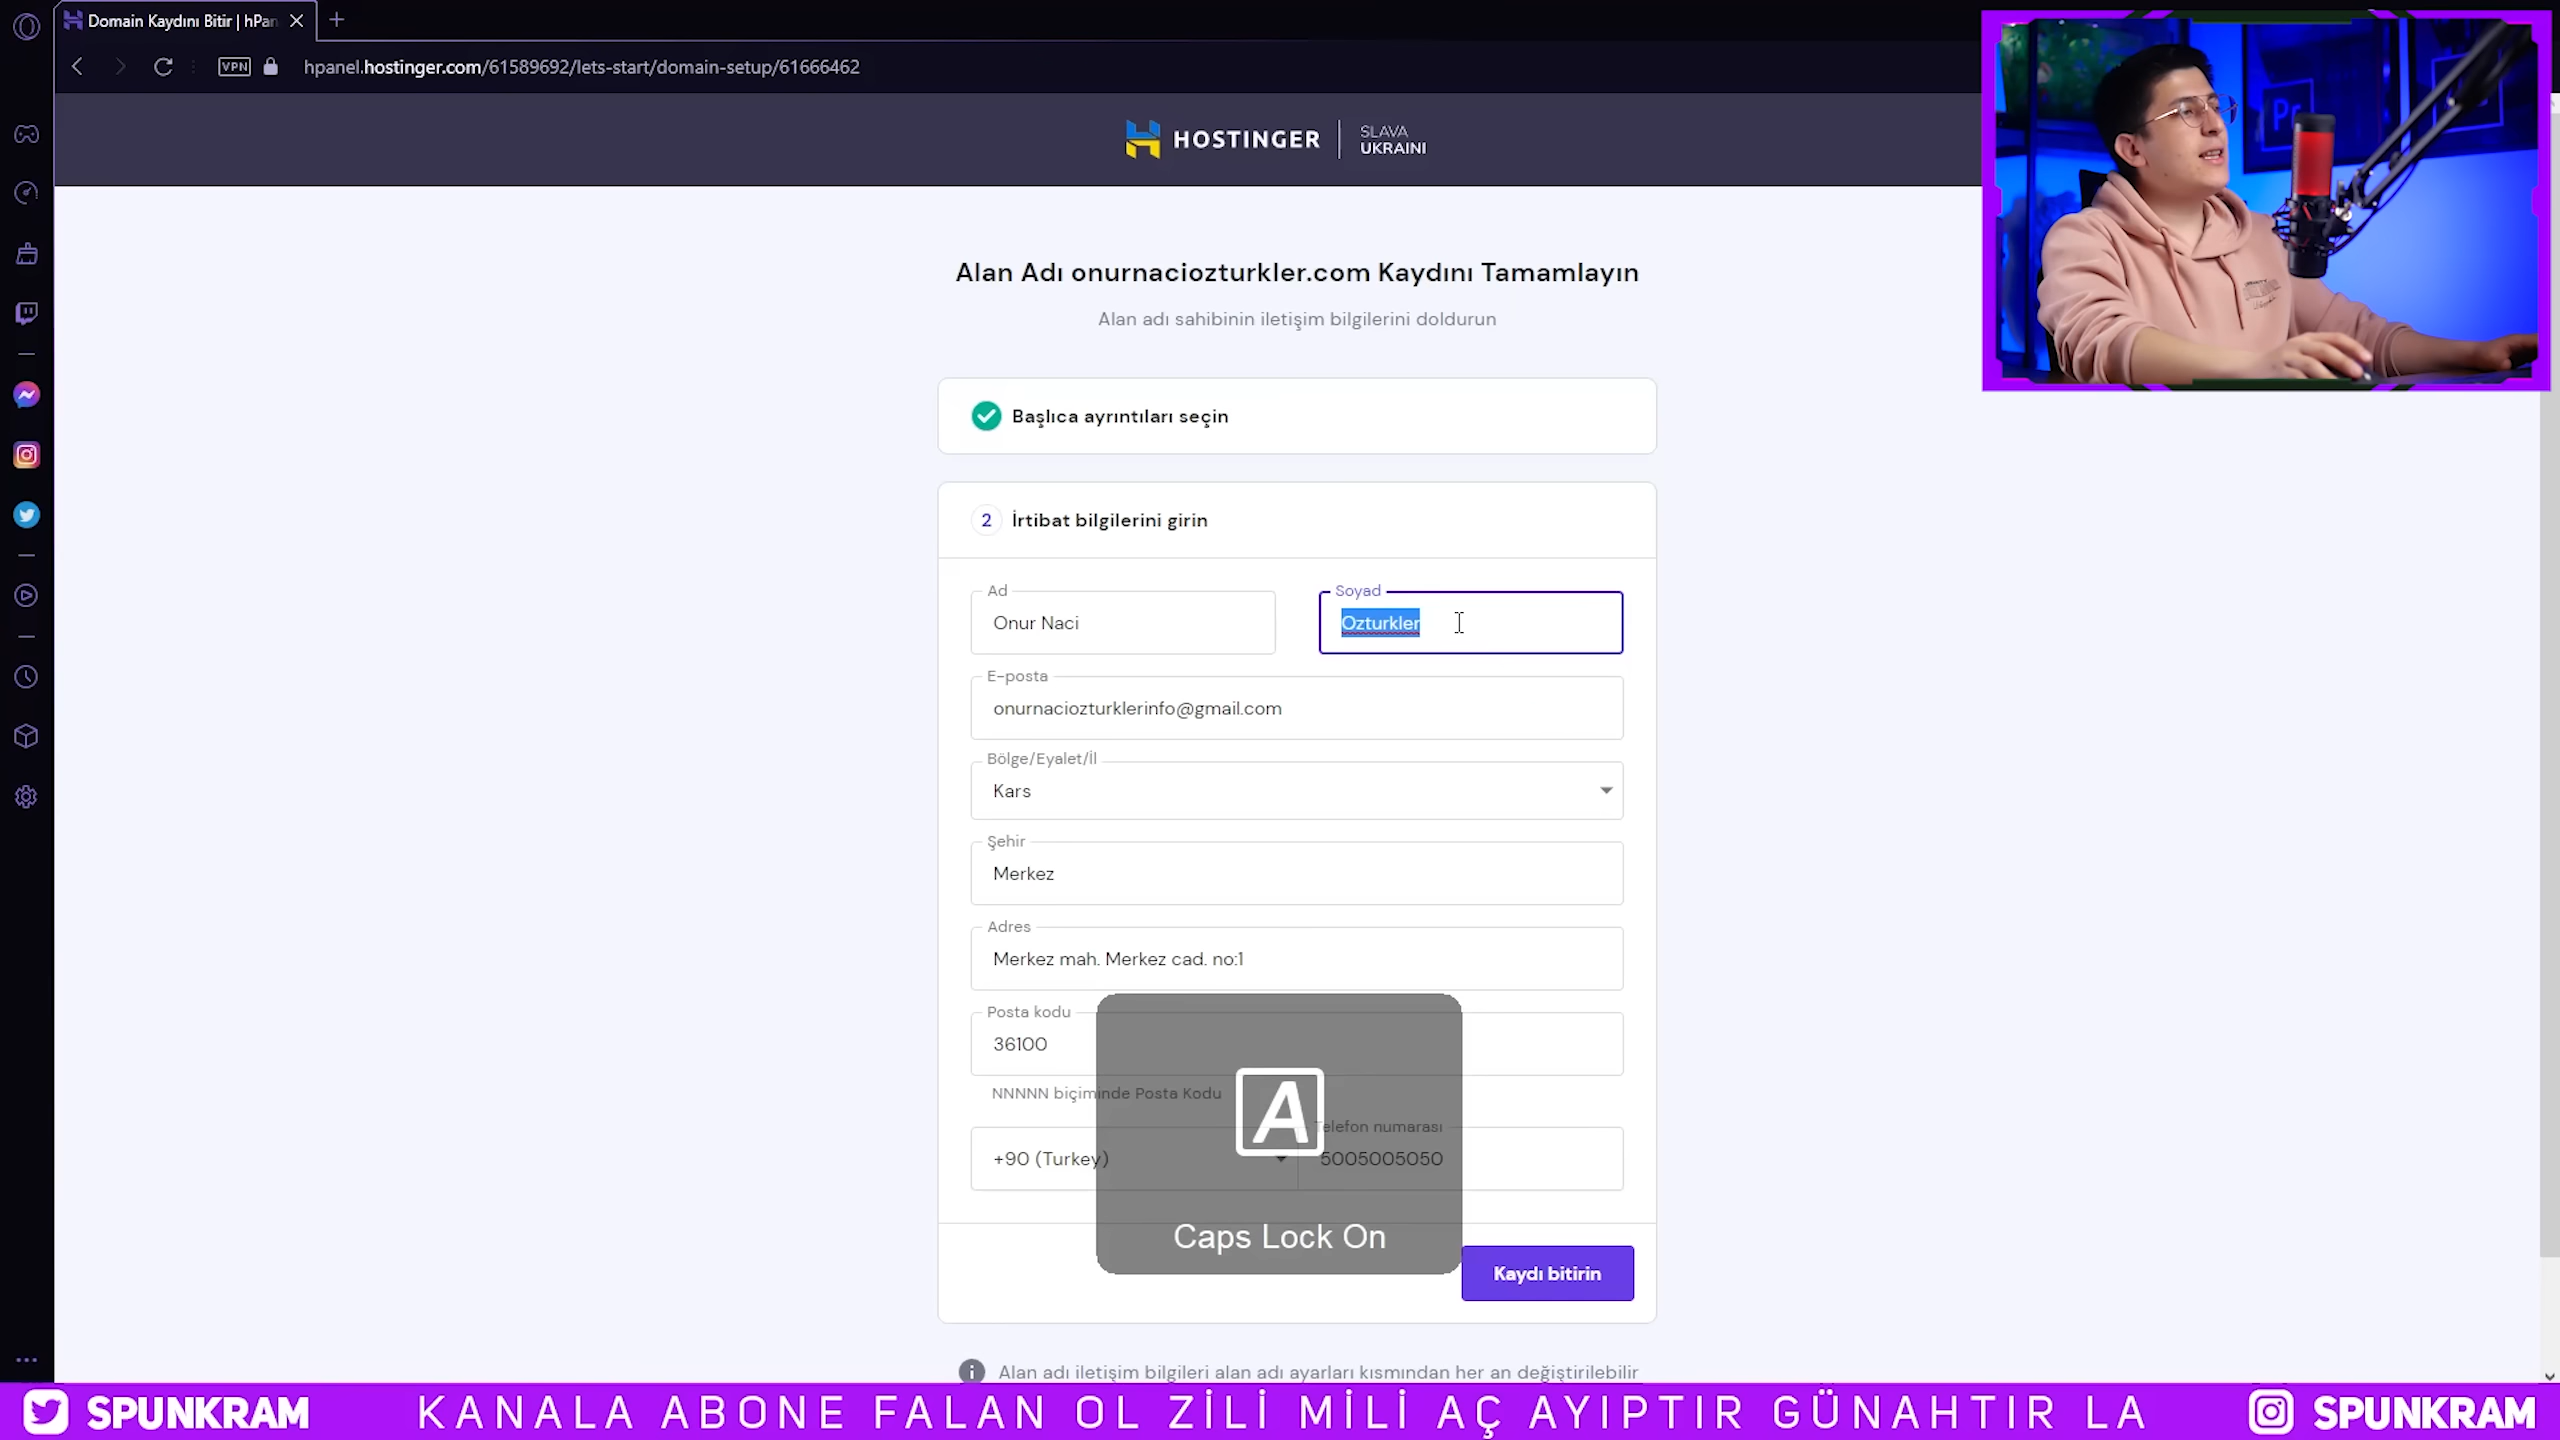 Domain Kaydını Bitir | hPan
VPN
hpanel.hostinger.com/61589692/lets-start/domain-setup/61666462
HOSTINGER
SLAVA
UKRAINI
Pr
Alan Adı onurnaciozturkler.com Kaydını Tamamlayın
Alan adı sahibinin iletişim bilgilerini doldurun
Başlıca ayrıntıları seçin
2 İrtibat bilgilerini girin
Ad
Onur Naci
Soyad
Ozturkler
E-posta
onurnaciozturklerinfo@gmail.com
Bölge/Eyalet/İl
Kars
Şehir
Merkez
Adres
Merkez mah. Merkez cad. no:1
Posta kodu
36100
NNNNN biçiminde Posta Kodu
+90 (Turkey)
Telefon numarası
5005005050
A
Caps Lock On
Kaydı bitirin
Alan adı iletişim bilgileri alan adı ayarları kısmından her an değiştirilebilir
SPUNKRAM
KANALA ABONE FALAN OL ZİLİ MİLİ AÇ AYIPTIR GÜNAHTIR LA
SPUNKRAM